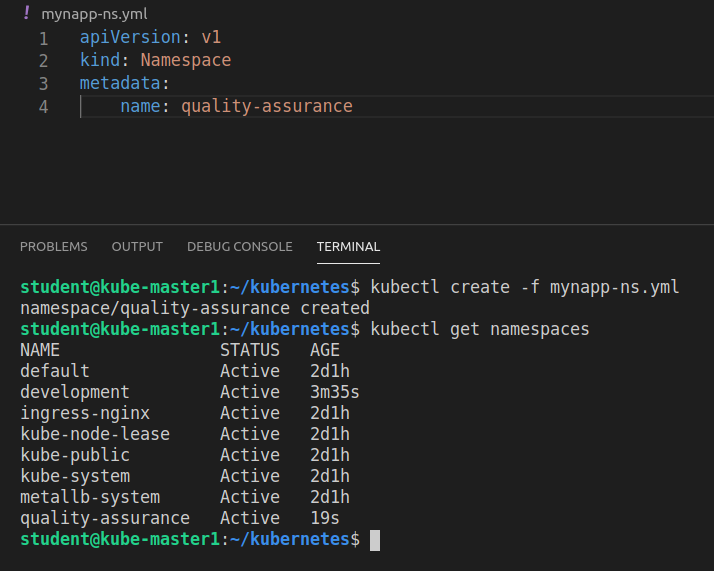 ! mynapp-ns.yml
1 apiVersion: v1
2 kind: Namespace
3 metadata:
4     name: quality-assurance
PROBLEMS OUTPUT DEBUG CONSOLE TERMINAL
student@kube-master1:~/kubernetes$ kubectl create -f mynapp-ns.yml
namespace/quality-assurance created
student@kube-master1:~/kubernetes$ kubectl get namespaces
NAME                STATUS   AGE
default             Active   2d1h
development         Active   3m35s
ingress-nginx       Active   2d1h
kube-node-lease     Active   2d1h
kube-public         Active   2d1h
kube-system         Active   2d1h
metallb-system      Active   2d1h
quality-assurance   Active   19s
student@kube-master1:~/kubernetes$